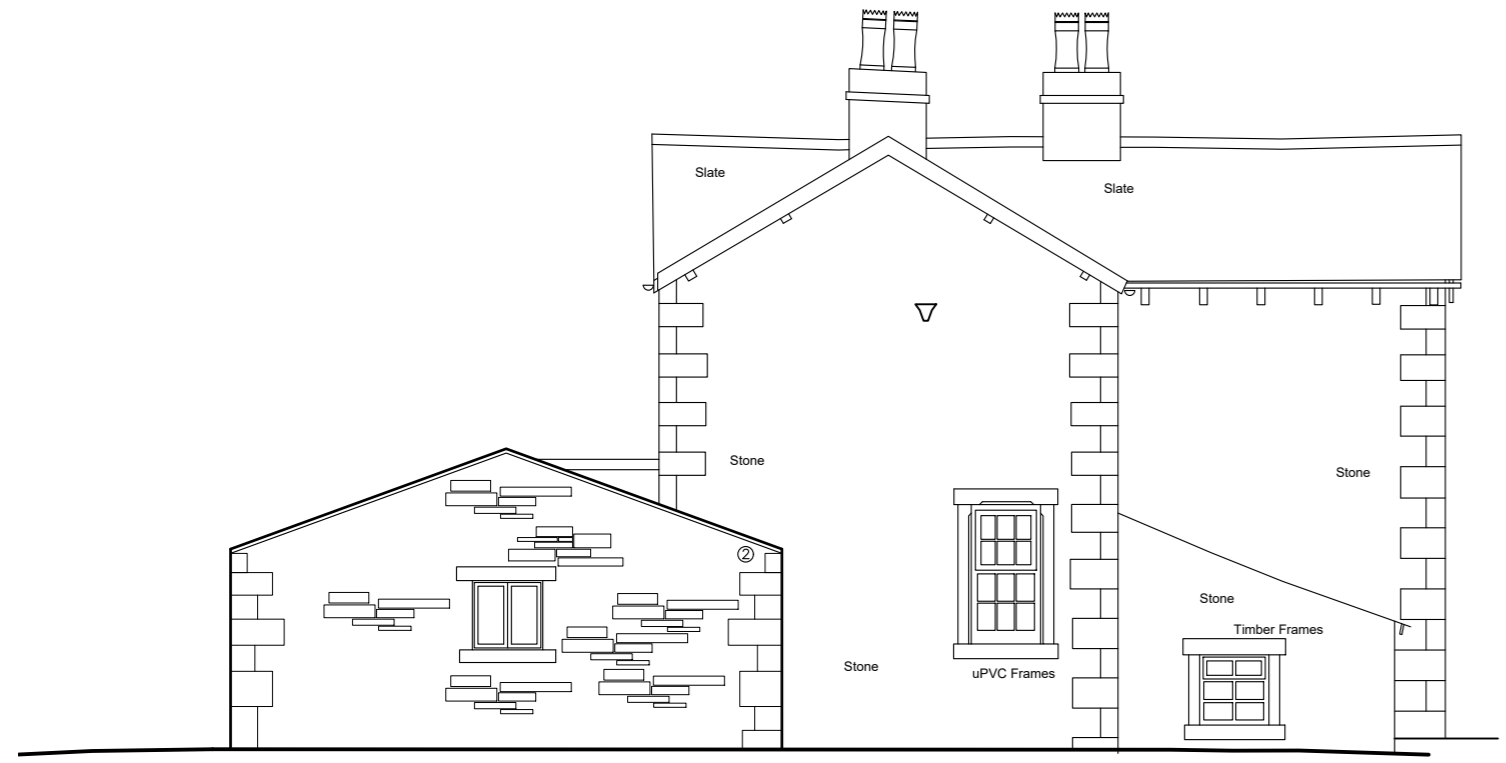 Slate
Slate
Stone
Stone
②
Stone
Timber Frames
Stone
uPVC Frames